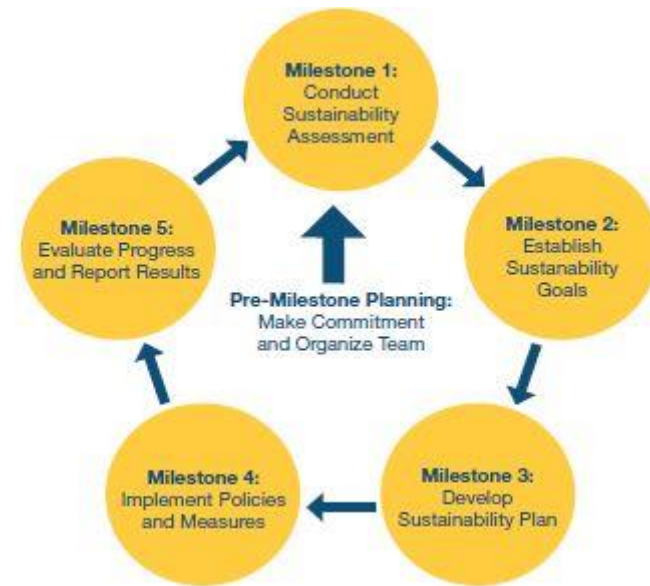 Milestone 1:
Conduct
Sustainability
Assessment
Milestone 2:
Establish
Sustanability
Goals
Milestone 3:
Develop
Sustainability Plan
Milestone 4:
Implement Policies
and Measures
Milestone 5:
Evaluate Progress
and Report Results
Pre-Milestone Planning:
Make Commitment
and Organize Team